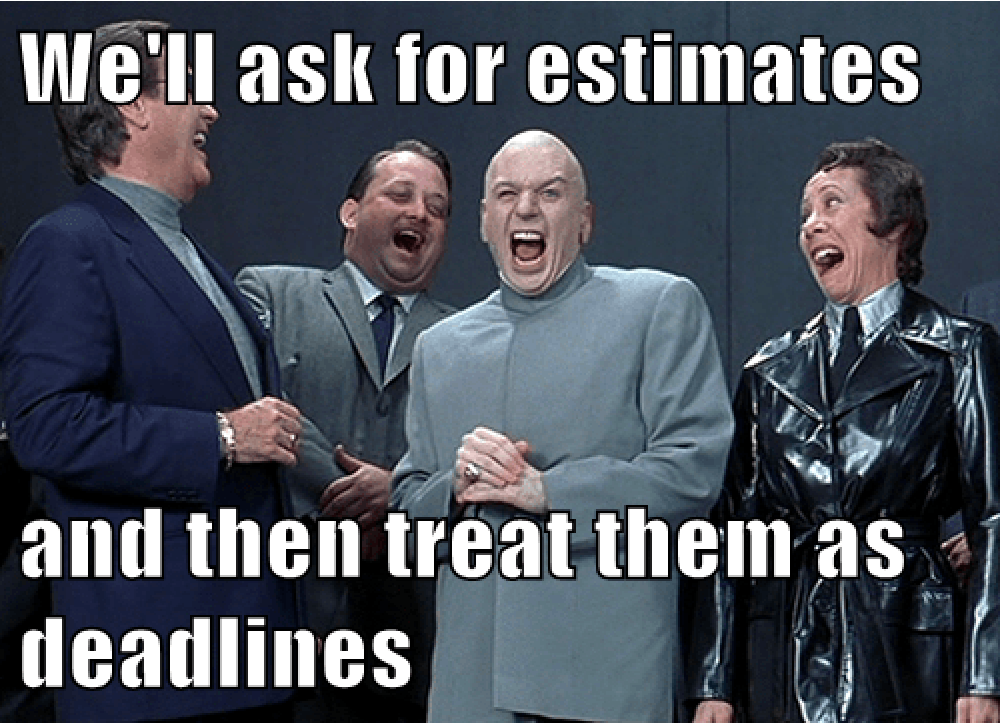 We'll ask for estimates
and then treat them as
deadlines